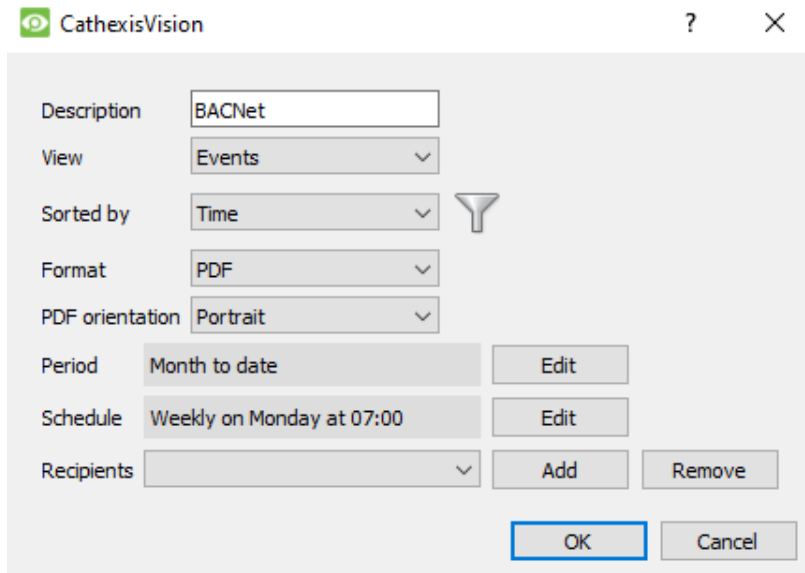 CathexisVision ?
Description BACNet
View Events
Sorted by Time
Format PDF
PDF orientation Portrait
Period Month to date Edit
Schedule Weekly on Monday at 07:00 Edit
Recipients Add Remove
OK Cancel